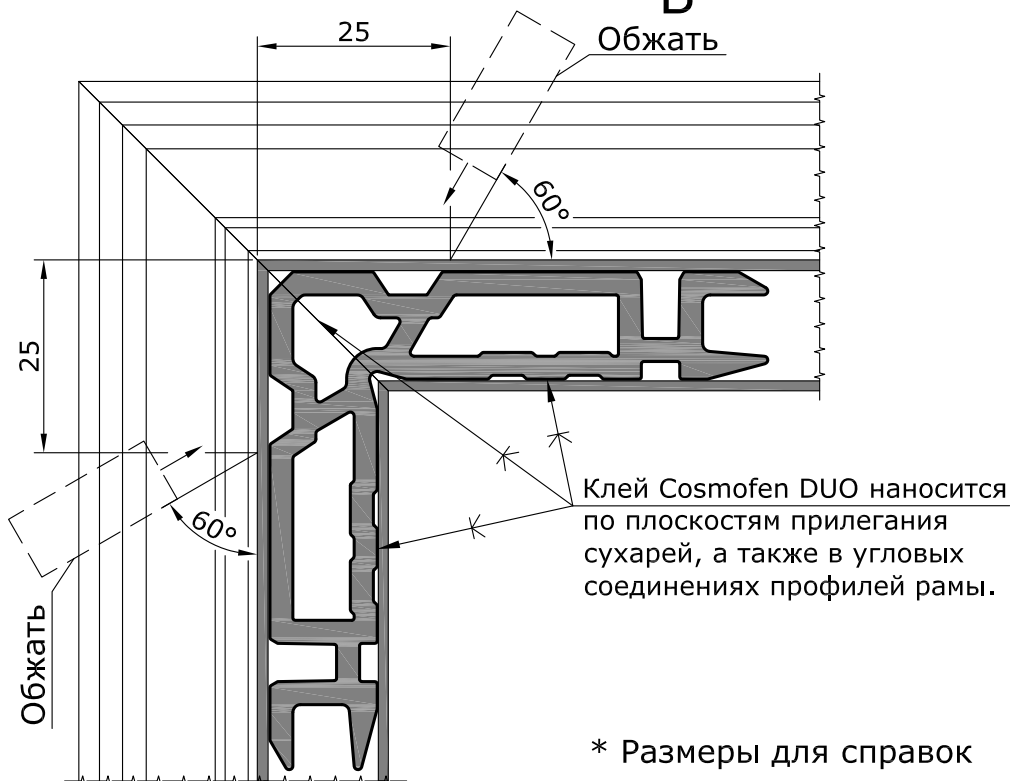 25
Обжать
60°
25
60°
Обжать
Клей Cosmofen DUO наносится
по плоскостям прилегания
сухарей, а также в угловых
соединениях профилей рамы.
* Размеры для справок